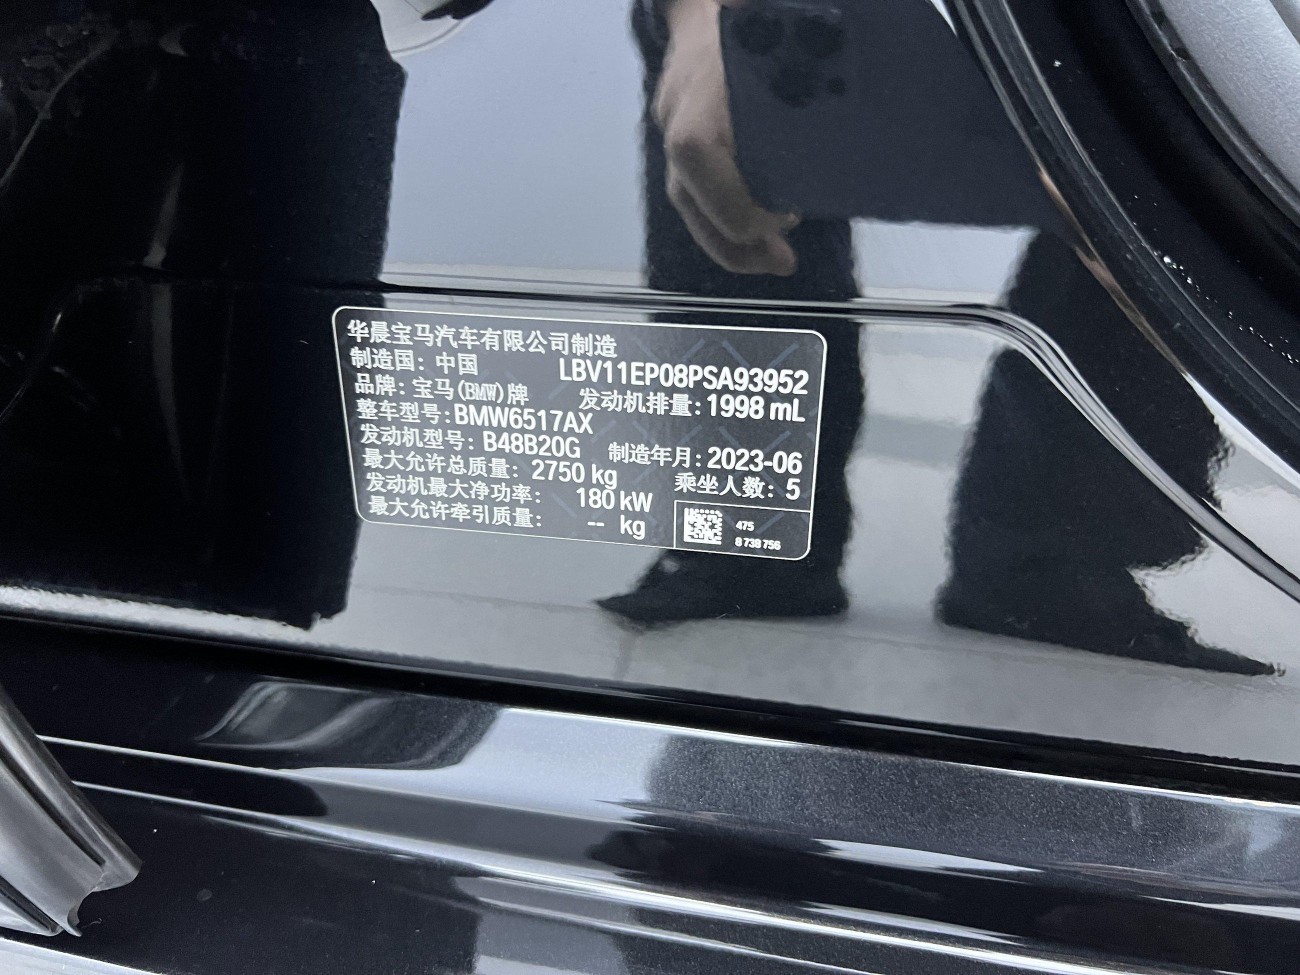 华晨宝马汽车有限公司制造
制造国：中国 LBV11EP08PSA93952
品牌：宝马(BMW)牌 发动机排量：1998 mL
整车型号：BMW6517AX
发动机型号：B48B20G 制造年月：2023-06
最大允许总质量：2750 kg 乘坐人数：5
发动机最大净功率：180 kW
最大允许牵引质量：-- kg
475
8 738 756